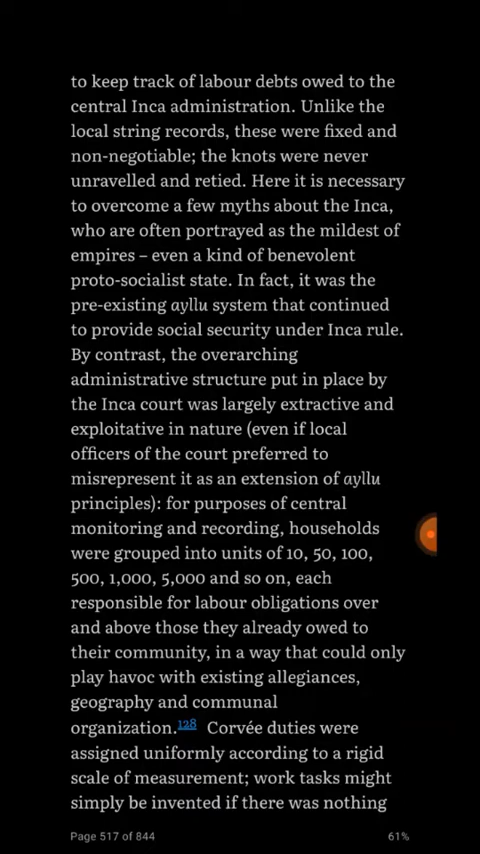 to keep track of labour debts owed to the
central Inca administration. Unlike the
local string records, these were fixed and
non-negotiable; the knots were never
unravelled and retied. Here it is necessary
to overcome a few myths about the Inca,
who are often portrayed as the mildest of
empires – even a kind of benevolent
proto-socialist state. In fact, it was the
pre-existing ayllu system that continued
to provide social security under Inca rule.
By contrast, the overarching
administrative structure put in place by
the Inca court was largely extractive and
exploitative in nature (even if local
officers of the court preferred to
misrepresent it as an extension of ayllu
principles): for purposes of central
monitoring and recording, households
were grouped into units of 10, 50, 100,
500, 1,000, 5,000 and so on, each
responsible for labour obligations over
and above those they already owed to
their community, in a way that could only
play havoc with existing allegiances,
geography and communal
organization.128 Corvée duties were
assigned uniformly according to a rigid
scale of measurement; work tasks might
simply be invented if there was nothing
Page 517 of 844 61%